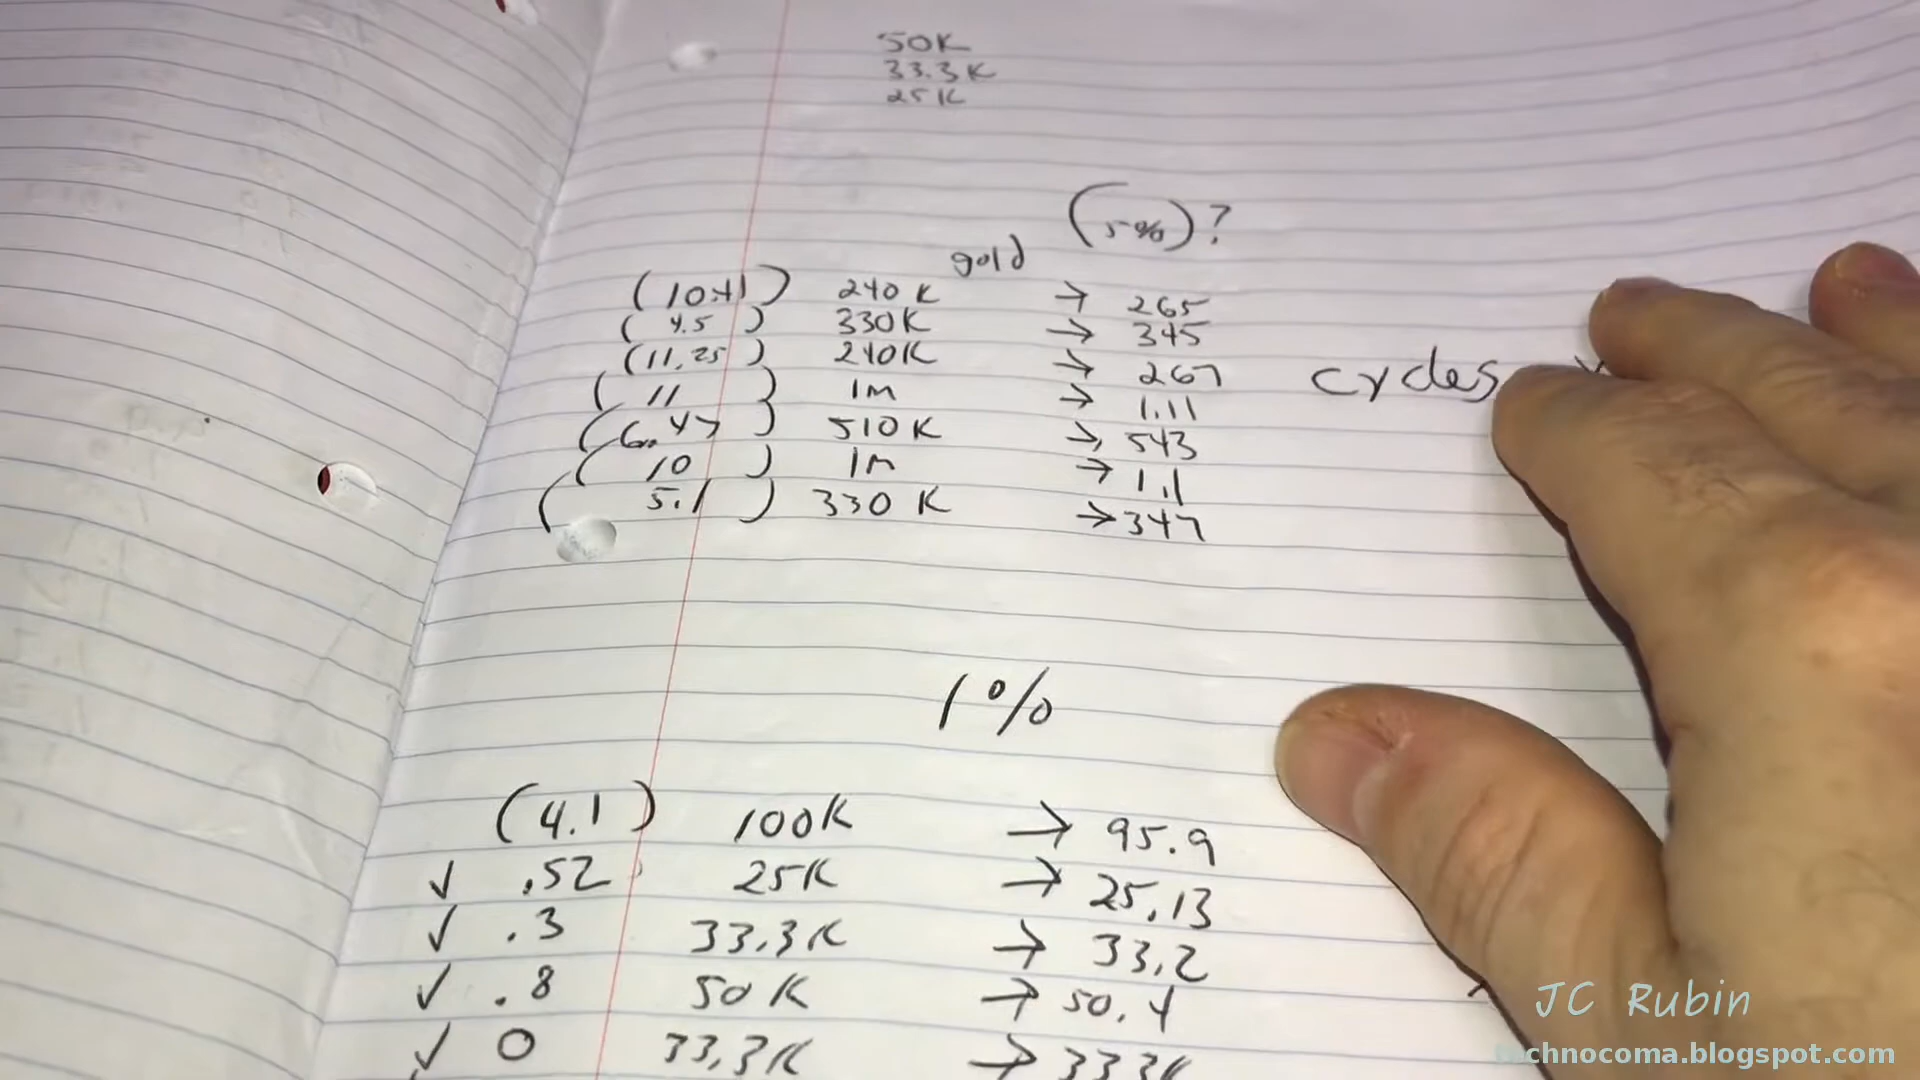 50K
33.3K
25K
(5%)?
gold
(10.41) 240K → 265
(4.5) 330K → 345
(11.25) 240K → 267
(11) 1m → 1.11
(6.47) 510K → 543
(10) 1m → 1.1
(5.1) 330K → 347
cycles
1%
(4.1) 100K → 95.9
✓ .52 25K → 25.13
✓ .3 33.3K → 33.2
✓ .8 50K → 50.4
✓ 0 33.3K → 33.3K
JC Rubin
technocoma.blogspot.com